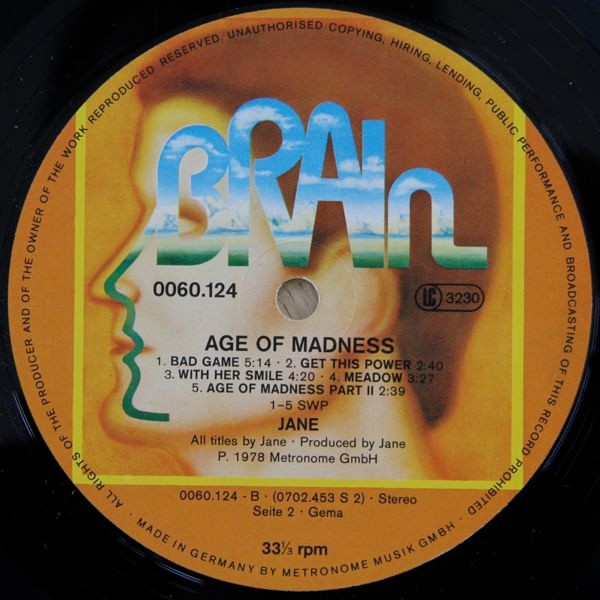 ALL RIGHTS OF THE PRODUCER AND OF THE OWNER OF THE WORK REPRODUCED RESERVED. UNAUTHORISED COPYING, HIRING, LENDING, PUBLIC PERFORMANCE AND BROADCASTING OF THIS RECORD PROHIBITED ·
BRAIn
0060.124
LC 3230
AGE OF MADNESS
1. BAD GAME 5:14 · 2. GET THIS POWER 2:40
3. WITH HER SMILE 4:20 · 4. MEADOW 3:27
5. AGE OF MADNESS PART II 2:39
1–5 SWP
JANE
All titles by Jane · Produced by Jane
P. 1978 Metronome GmbH
0060.124 - B · (0702.453 S 2) · Stereo
Seite 2 · Gema
33⅓ rpm
· MADE IN GERMANY BY METRONOME MUSIK GMBH ·